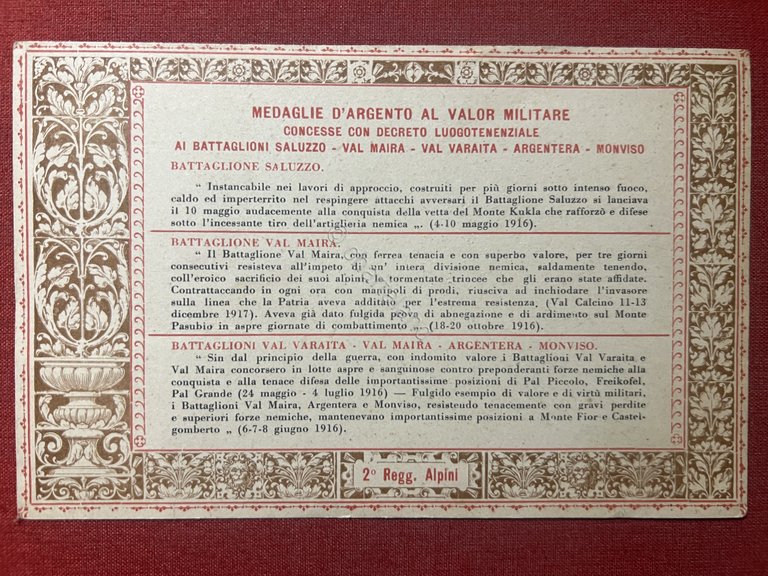 MEDAGLIE D'ARGENTO AL VALOR MILITARE
CONCESSE CON DECRETO LUOGOTENENZIALE
AI BATTAGLIONI SALUZZO - VAL MAIRA - VAL VARAITA - ARGENTERA - MONVISO
BATTAGLIONE SALUZZO.
“ Instancabile nei lavori di approccio, costruiti per più giorni sotto intenso fuoco,
caldo ed imperterrito nel respingere attacchi avversari il Battaglione Saluzzo si lanciava
il 10 maggio audacemente alla conquista della vetta del Monte Kukla che rafforzò e difese
sotto l'incessante tiro dell'artiglieria nemica „. (4-10 maggio 1916).
BATTAGLIONE VAL MAIRA.
“ Il Battaglione Val Maira, con ferrea tenacia e con superbo valore, per tre giorni
consecutivi resisteva all'impeto di un' intera divisione nemica, saldamente tenendo,
coll'eroico sacrificio dei suoi alpini, le tormentate trincee che gli erano state affidate.
Contrattaccando in ogni ora con manipoli di prodi, riusciva ad inchiodare l'invasore
sulla linea che la Patria aveva additato per l'estrema resistenza. (Val Calcino 11-13
dicembre 1917). Aveva già dato fulgida prova di abnegazione e di ardimento sul Monte
Pasubio in aspre giornate di combattimento „ (18-20 ottobre 1916).
BATTAGLIONI VAL VARAITA - VAL MAIRA - ARGENTERA - MONVISO.
“ Sin dal principio della guerra, con indomito valore i Battaglioni Val Varaita e
Val Maira concorsero in lotte aspre e sanguinose contro preponderanti forze nemiche alla
conquista e alla tenace difesa delle importantissime posizioni di Pal Piccolo, Freikofel,
Pal Grande (24 maggio - 4 luglio 1916) — Fulgido esempio di valore e di virtù militari,
i Battaglioni Val Maira, Argentera e Monviso, resistendo tenacemente con gravi perdite
e superiori forze nemiche, mantenevano importantissime posizioni a Monte Fior e Castel-
gomberto „ (6-7-8 giugno 1916).
2º Regg. Alpini